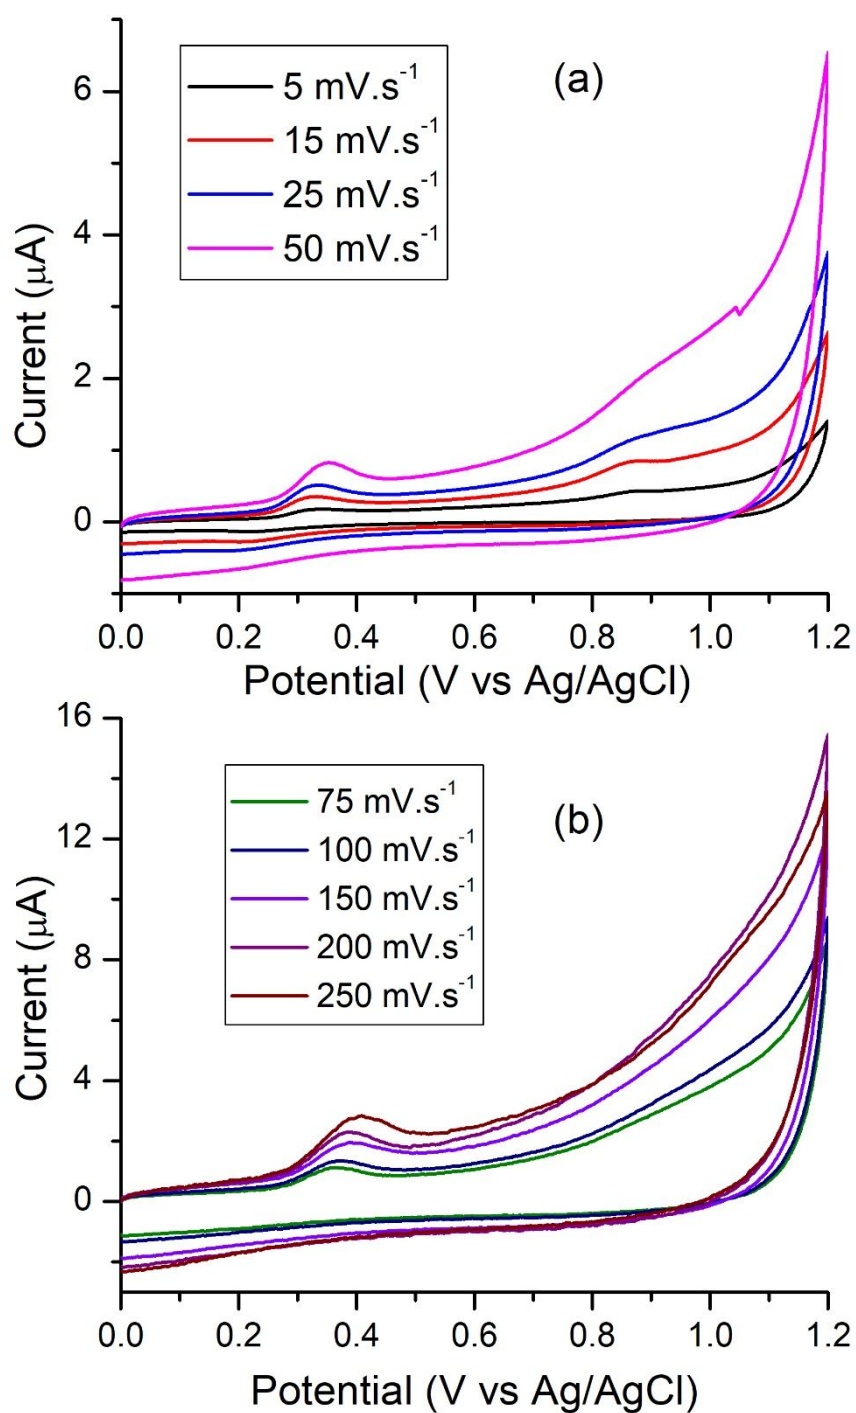 (a)
5 mV.s⁻¹
15 mV.s⁻¹
25 mV.s⁻¹
50 mV.s⁻¹
Current (μA)
6
4
2
0
0.0 0.2 0.4 0.6 0.8 1.0 1.2
Potential (V vs Ag/AgCl)
(b)
75 mV.s⁻¹
100 mV.s⁻¹
150 mV.s⁻¹
200 mV.s⁻¹
250 mV.s⁻¹
Current (μA)
16
12
8
4
0
0.0 0.2 0.4 0.6 0.8 1.0 1.2
Potential (V vs Ag/AgCl)